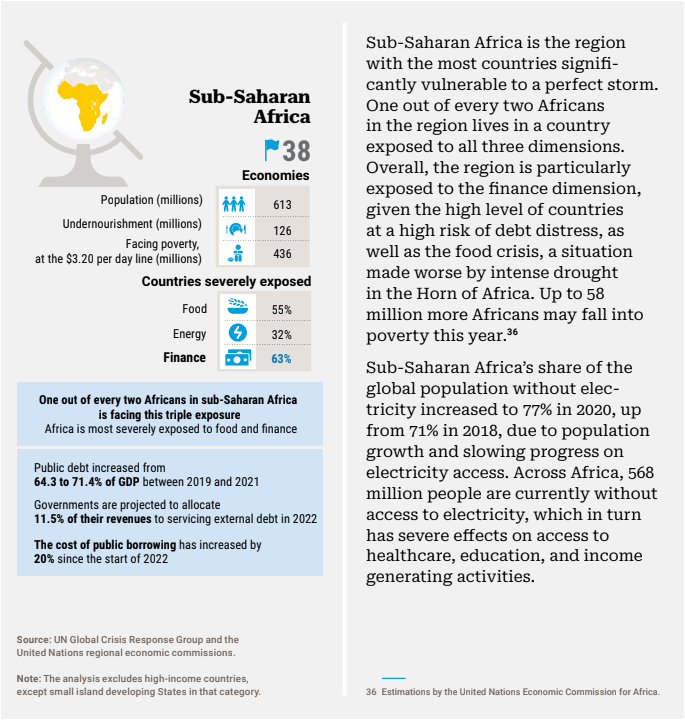 Sub-Saharan
Africa
38
Economies
Population (millions) 613
Undernourishment (millions) 126
Facing poverty,
at the $3.20 per day line (millions) 436
Countries severely exposed
Food 55%
Energy 32%
Finance 63%
One out of every two Africans in sub-Saharan Africa
is facing this triple exposure
Africa is most severely exposed to food and finance
Public debt increased from
64.3 to 71.4% of GDP between 2019 and 2021
Governments are projected to allocate
11.5% of their revenues to servicing external debt in 2022
The cost of public borrowing has increased by
20% since the start of 2022
Source: UN Global Crisis Response Group and the
United Nations regional economic commissions.
Note: The analysis excludes high-income countries,
except small island developing States in that category.
Sub-Saharan Africa is the region
with the most countries signifi-
cantly vulnerable to a perfect storm.
One out of every two Africans
in the region lives in a country
exposed to all three dimensions.
Overall, the region is particularly
exposed to the finance dimension,
given the high level of countries
at a high risk of debt distress, as
well as the food crisis, a situation
made worse by intense drought
in the Horn of Africa. Up to 58
million more Africans may fall into
poverty this year.36
Sub-Saharan Africa's share of the
global population without elec-
tricity increased to 77% in 2020, up
from 71% in 2018, due to population
growth and slowing progress on
electricity access. Across Africa, 568
million people are currently without
access to electricity, which in turn
has severe effects on access to
healthcare, education, and income
generating activities.
36 Estimations by the United Nations Economic Commission for Africa.